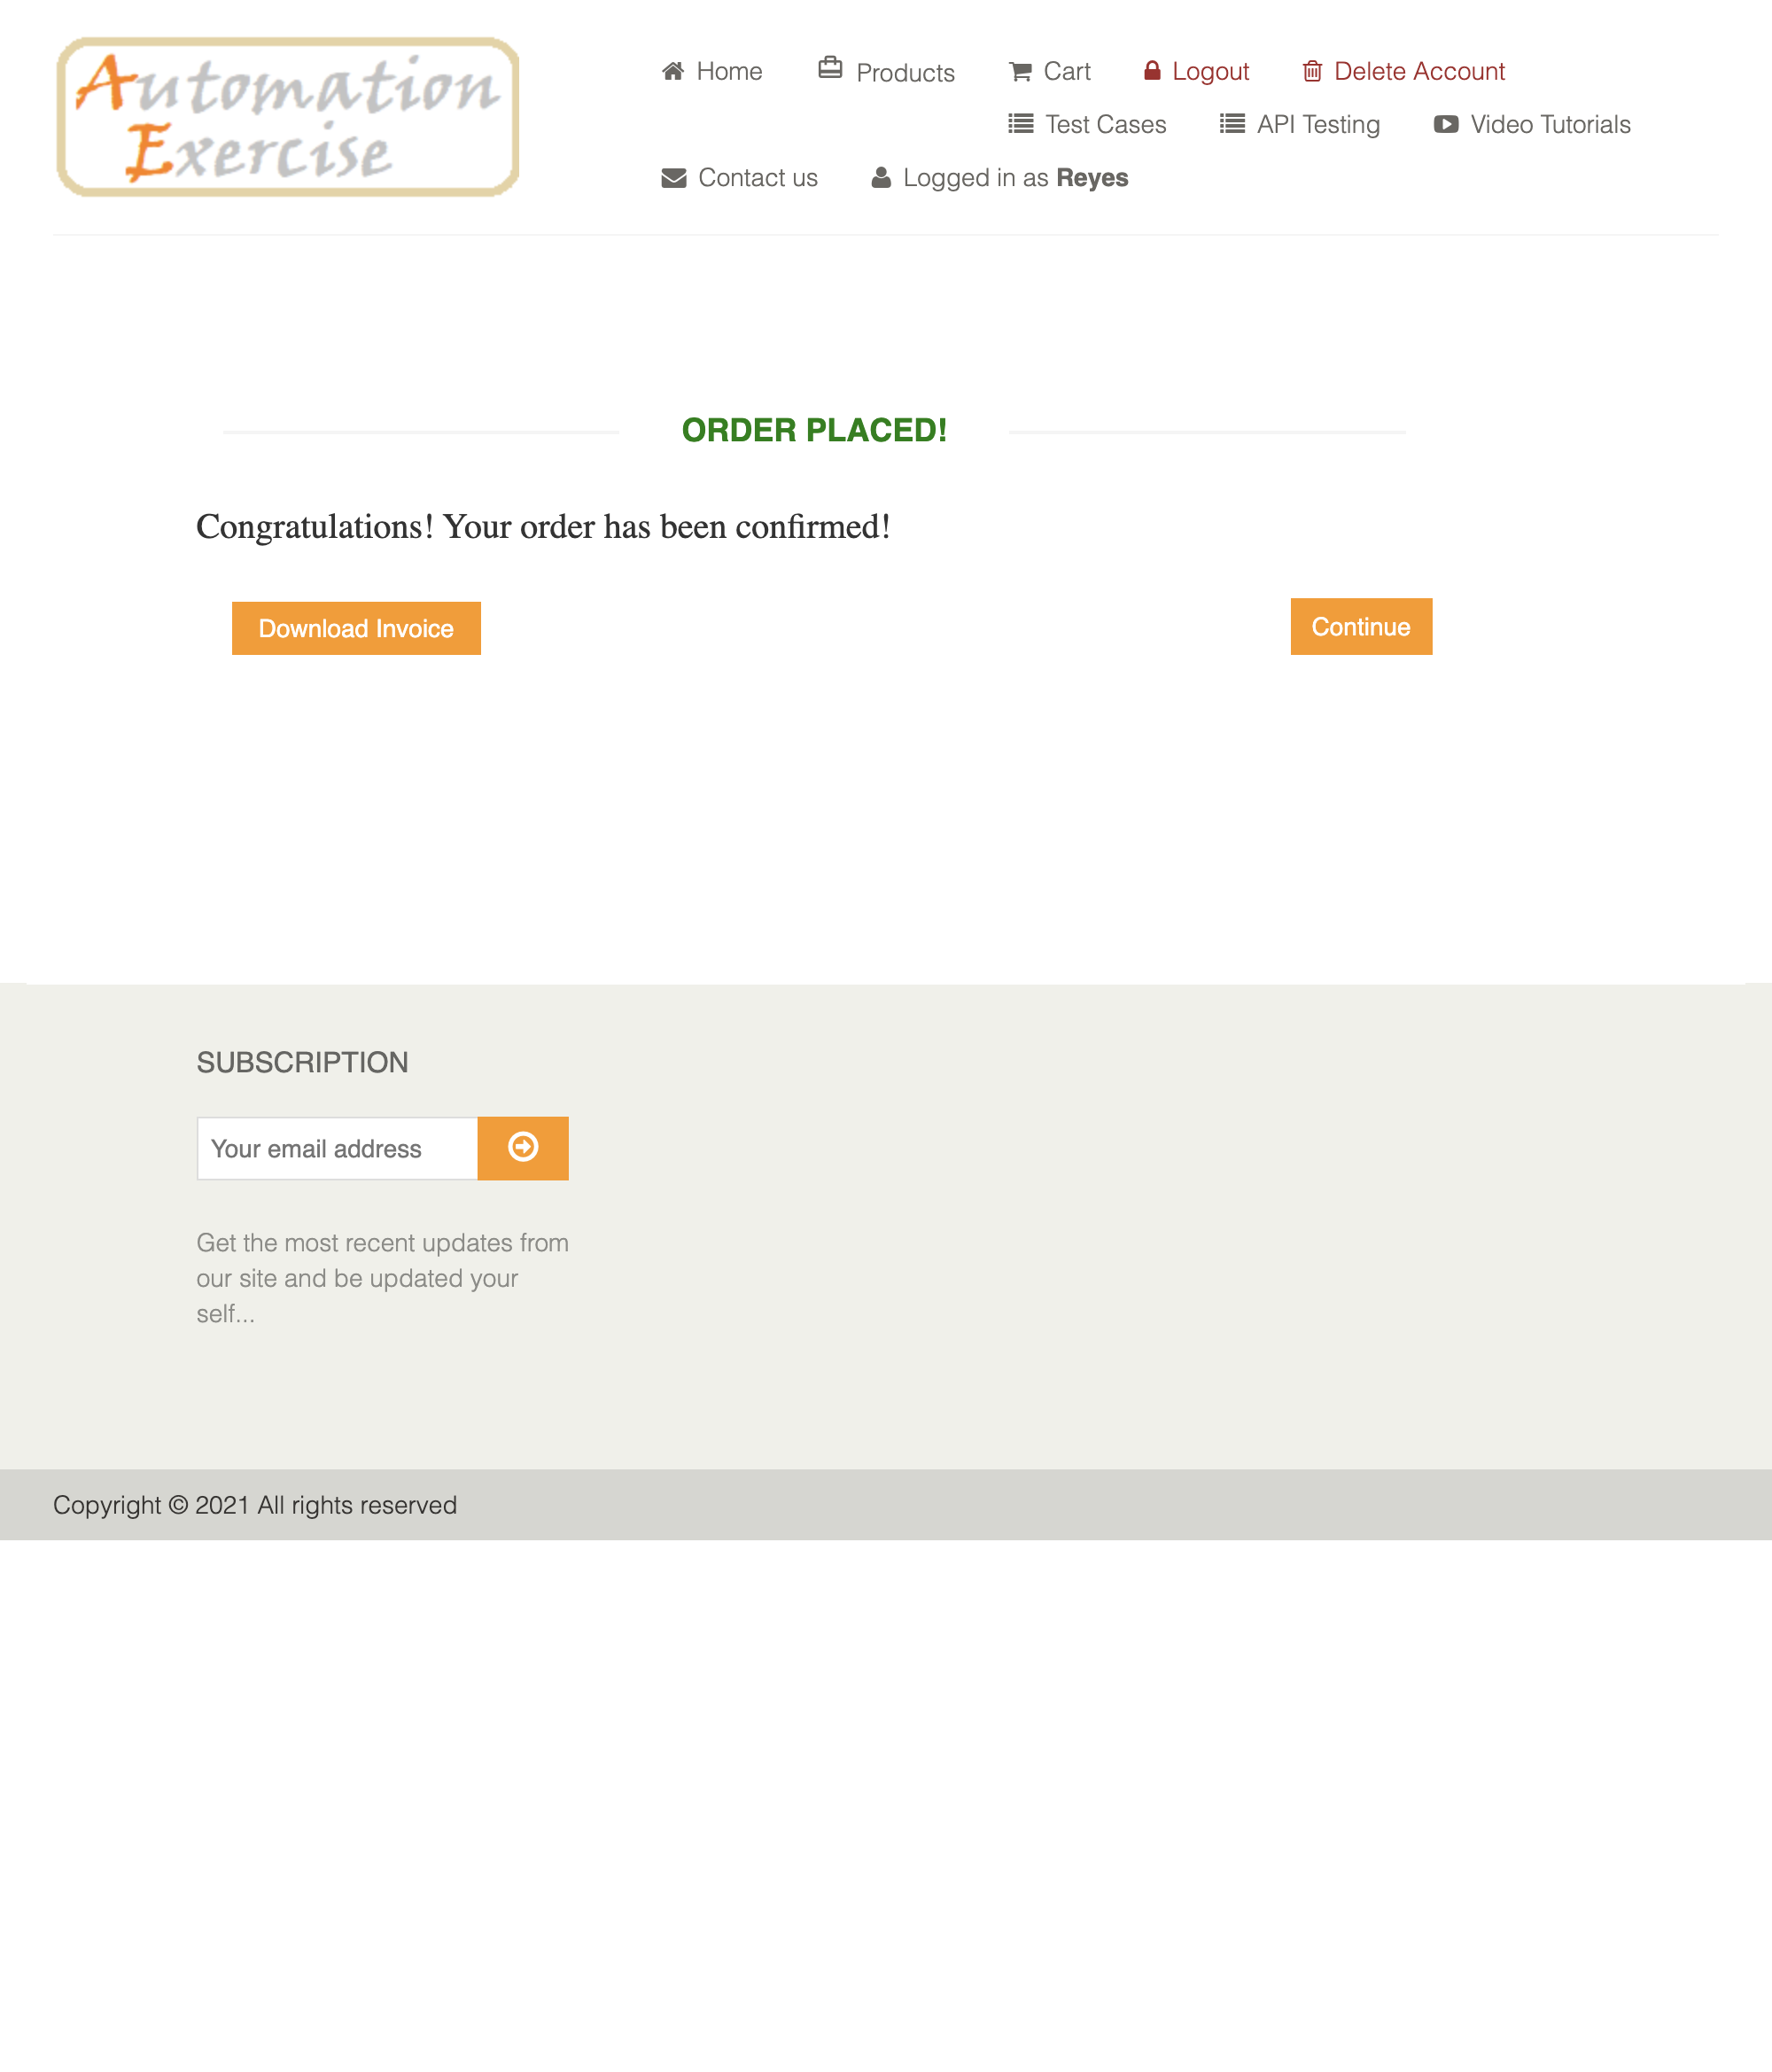 Automation
Exercise
Home Products Cart Logout Delete Account
Test Cases API Testing Video Tutorials
Contact us Logged in as Reyes
ORDER PLACED!
Congratulations! Your order has been confirmed!
Download Invoice Continue
SUBSCRIPTION
Your email address
Get the most recent updates from
our site and be updated your
self...
Copyright © 2021 All rights reserved